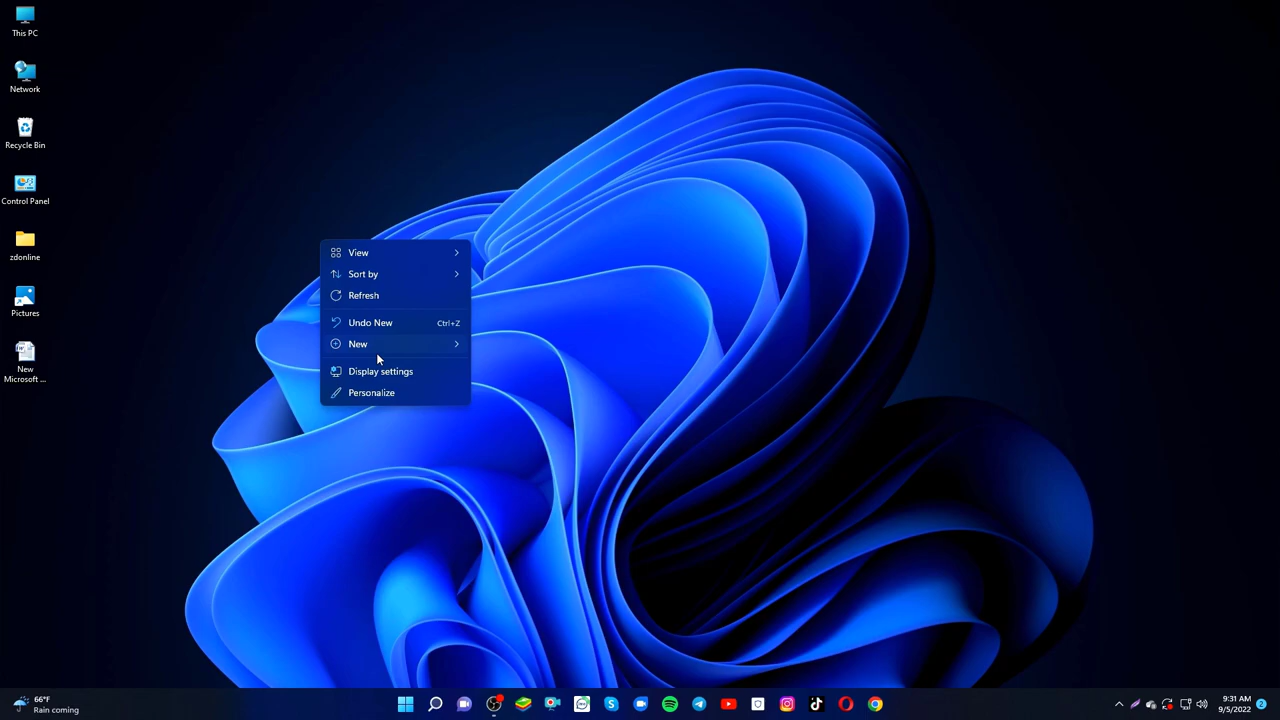 This PC
Network
Recycle Bin
Control Panel
zdonline
Pictures
New
Microsoft ...
View
Sort by
Refresh
Undo New Ctrl+Z
New
Display settings
Personalize
66°F
Rain coming
9:31 AM
9/5/2022
2